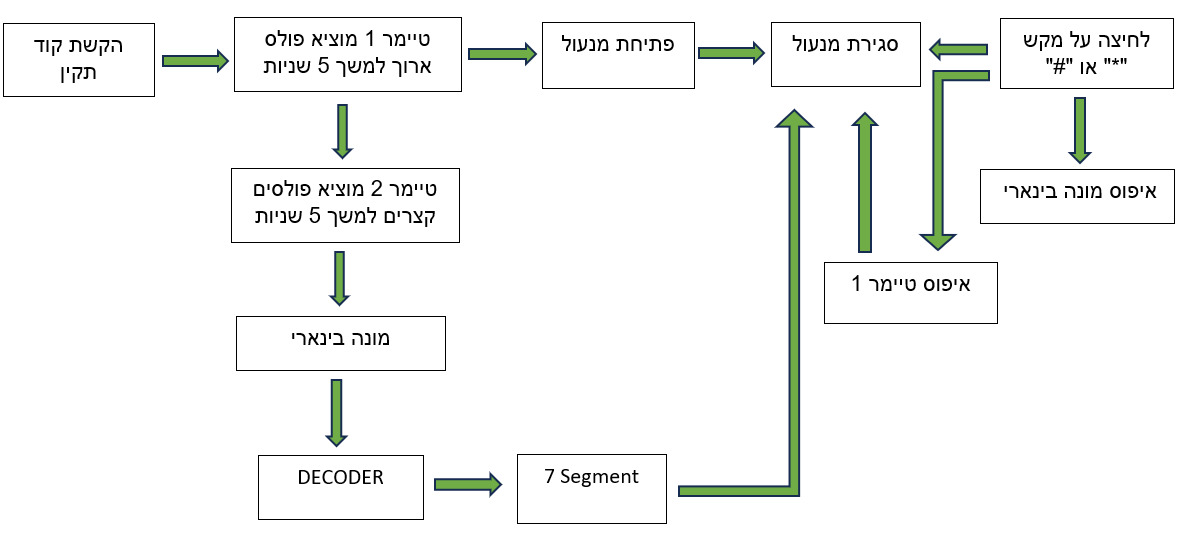 הקשת קוד
תקין
טיימר 1 מוציא פולס
ארוך למשך 5 שניות
פתיחת מנעול
סגירת מנעול
לחיצה על מקש
"*" או "#"
טיימר 2 מוציא פולסים
קצרים למשך 5 שניות
איפוס מונה בינארי
איפוס טיימר 1
מונה בינארי
DECODER
7 Segment